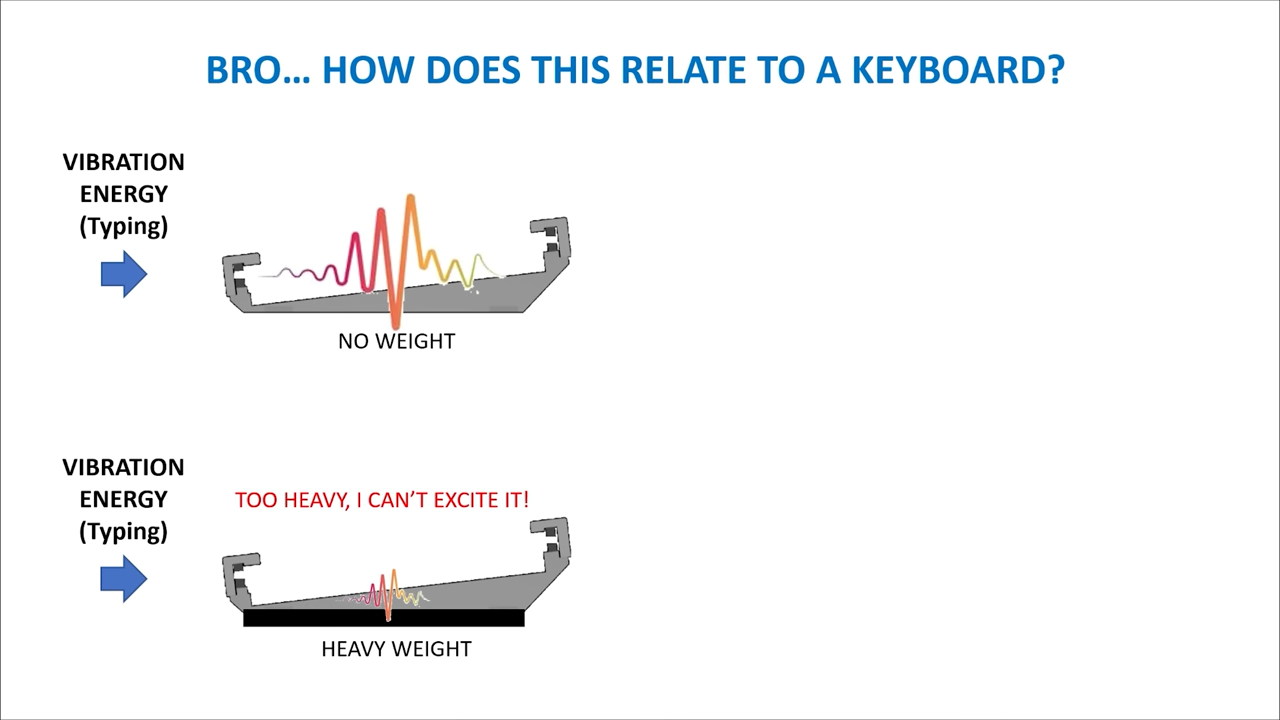 BRO... HOW DOES THIS RELATE TO A KEYBOARD?
VIBRATION
ENERGY
(Typing)
NO WEIGHT
VIBRATION
ENERGY
(Typing)
TOO HEAVY, I CAN'T EXCITE IT!
HEAVY WEIGHT